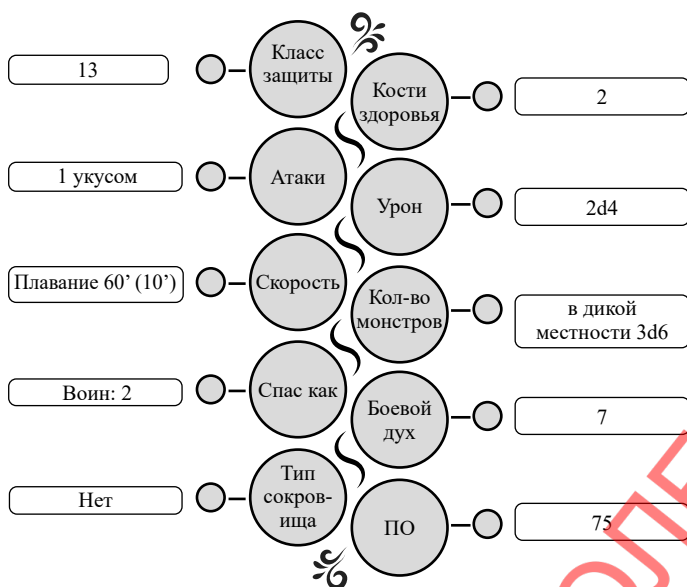 Класс
защиты
13
Кости
здоровья
2
Атаки
1 укусом
Урон
2d4
Скорость
Плавание 60’ (10’)
Кол-во
монстров
в дикой
местности 3d6
Спас как
Воин: 2
Боевой
дух
7
Тип
сокров-
ища
Нет
ПО
75